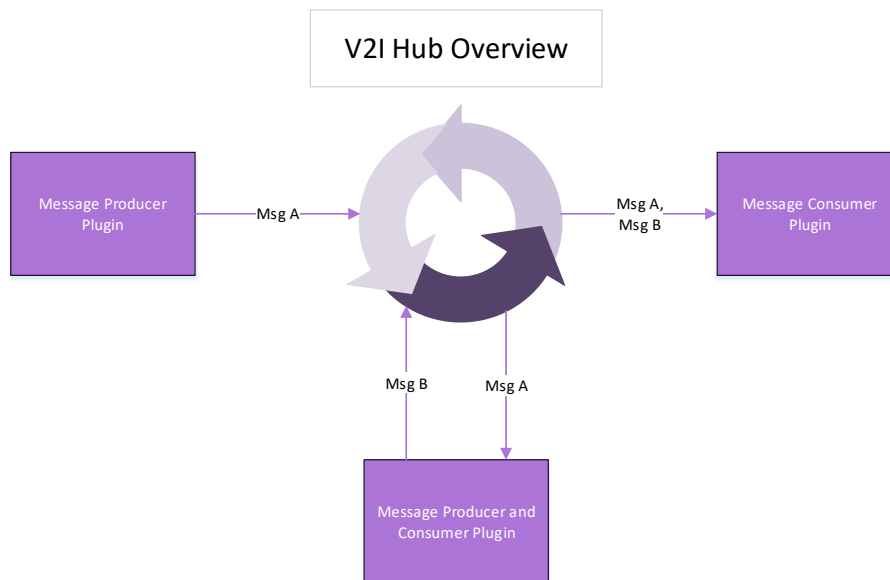 V2I Hub Overview
Message Producer
Plugin
Msg A
Msg A,
Msg B
Message Consumer
Plugin
Msg B
Msg A
Message Producer and
Consumer Plugin